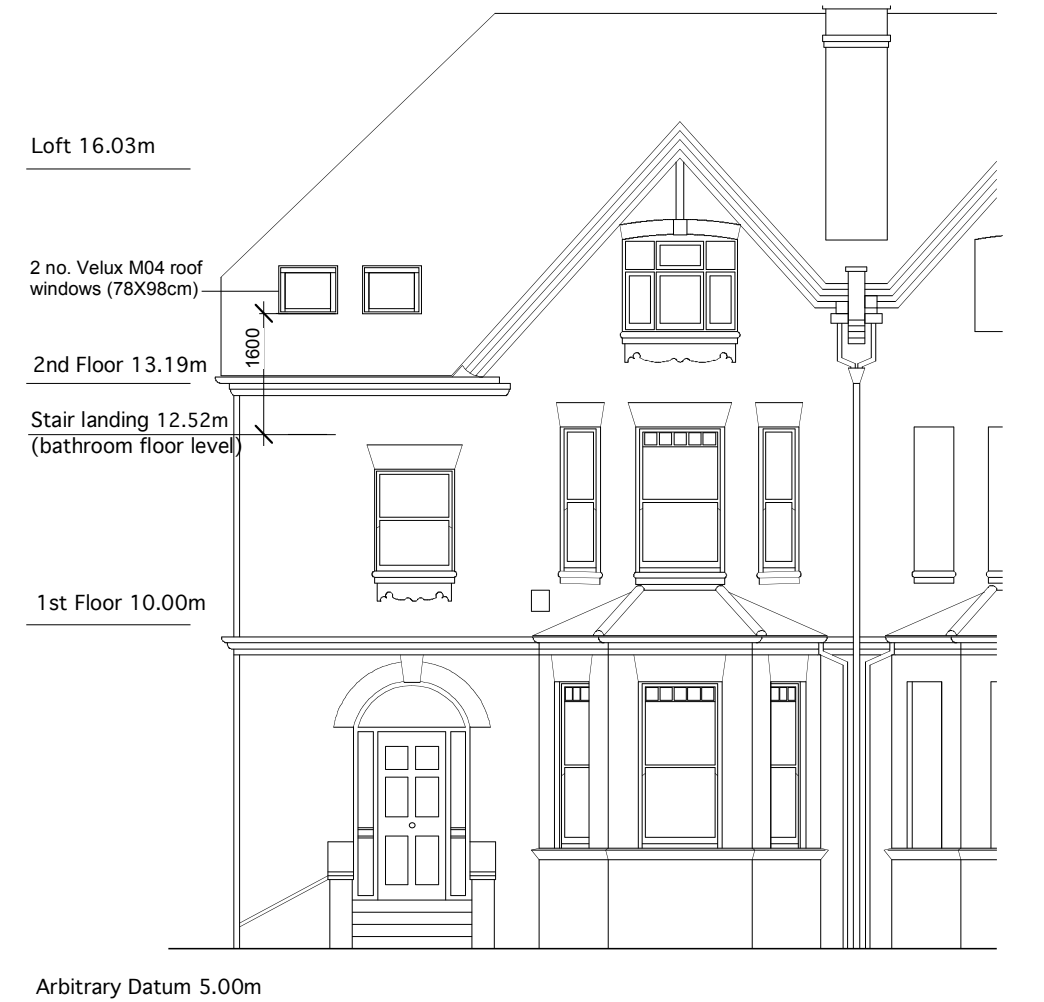 Loft 16.03m
2 no. Velux M04 roof
windows (78X98cm)
1600
2nd Floor 13.19m
Stair landing 12.52m
(bathroom floor level)
1st Floor 10.00m
Arbitrary Datum 5.00m